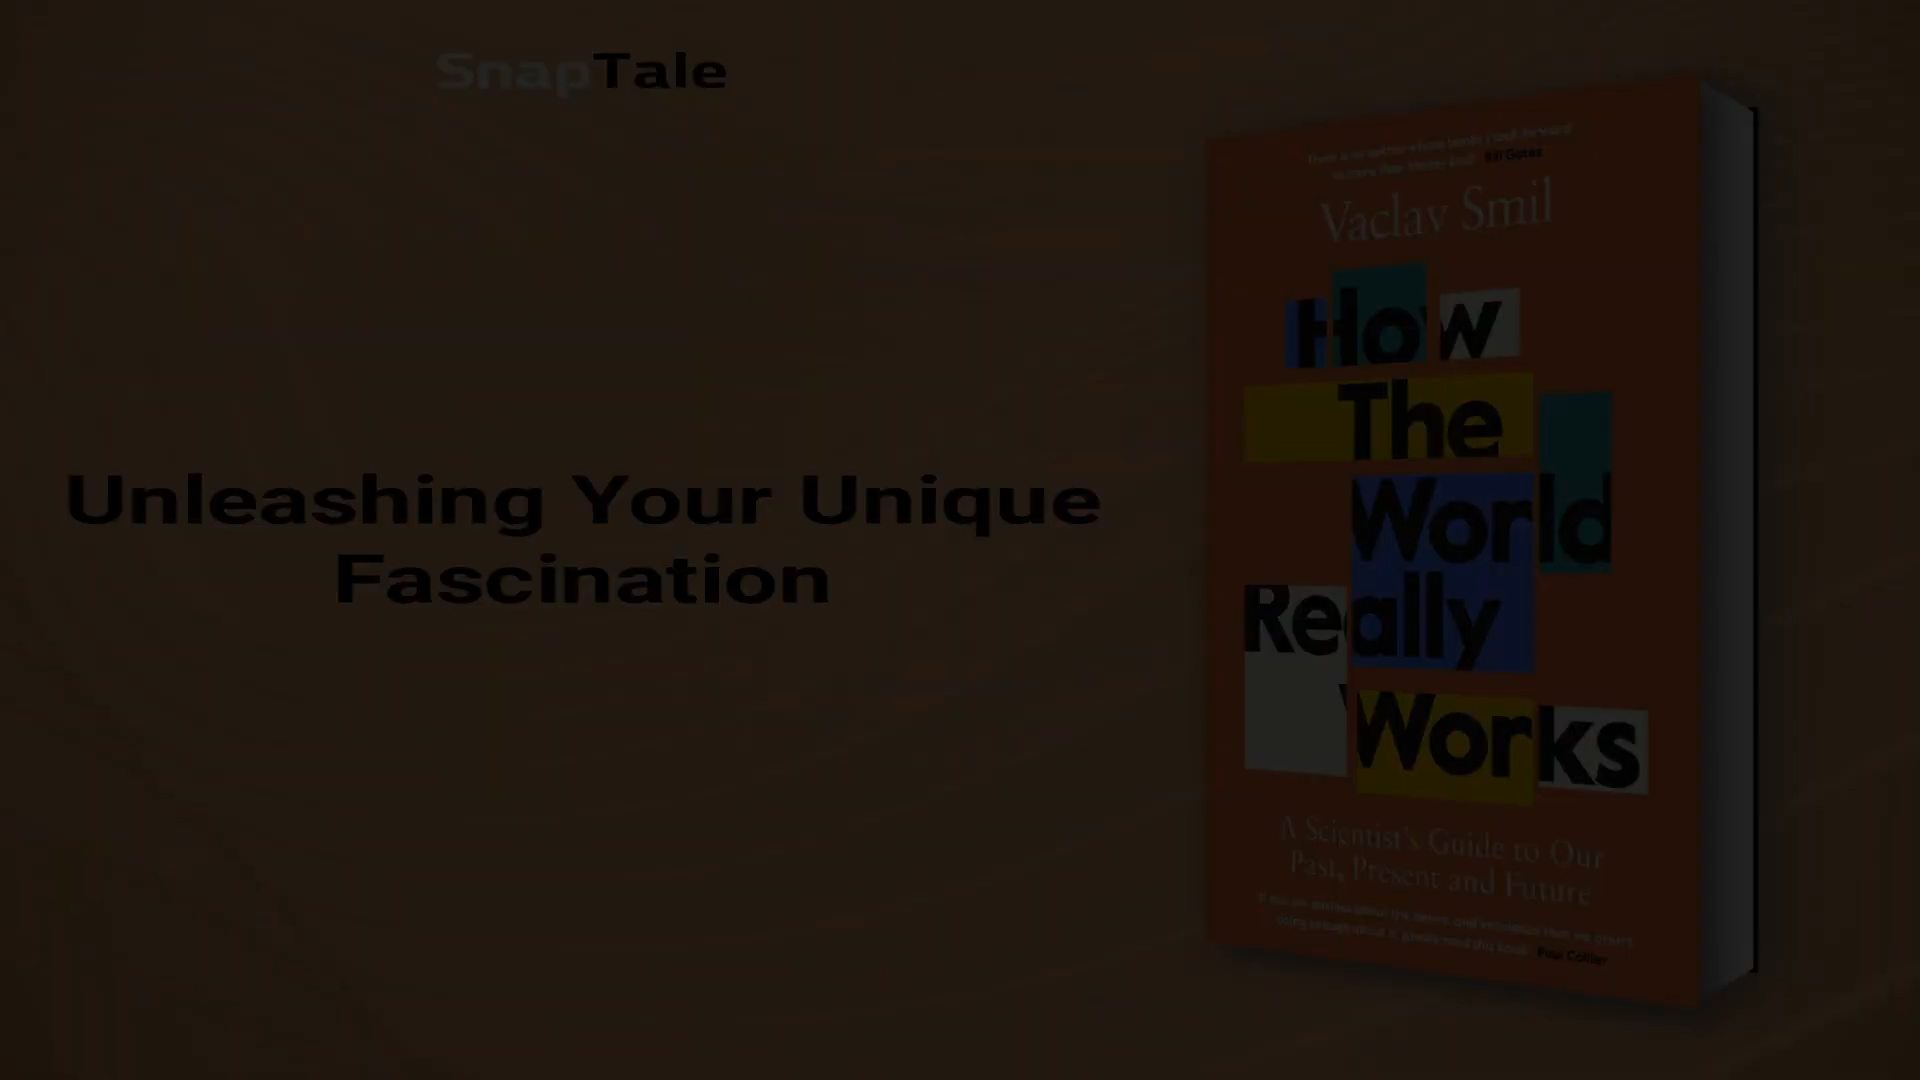 SnapTale
Unleashing Your Unique
Fascination
Bill Gates
Vaclav Smil
How
The
World
Really
Works
A Scientist's Guide to Our
Past, Present and Future
Paul Collier